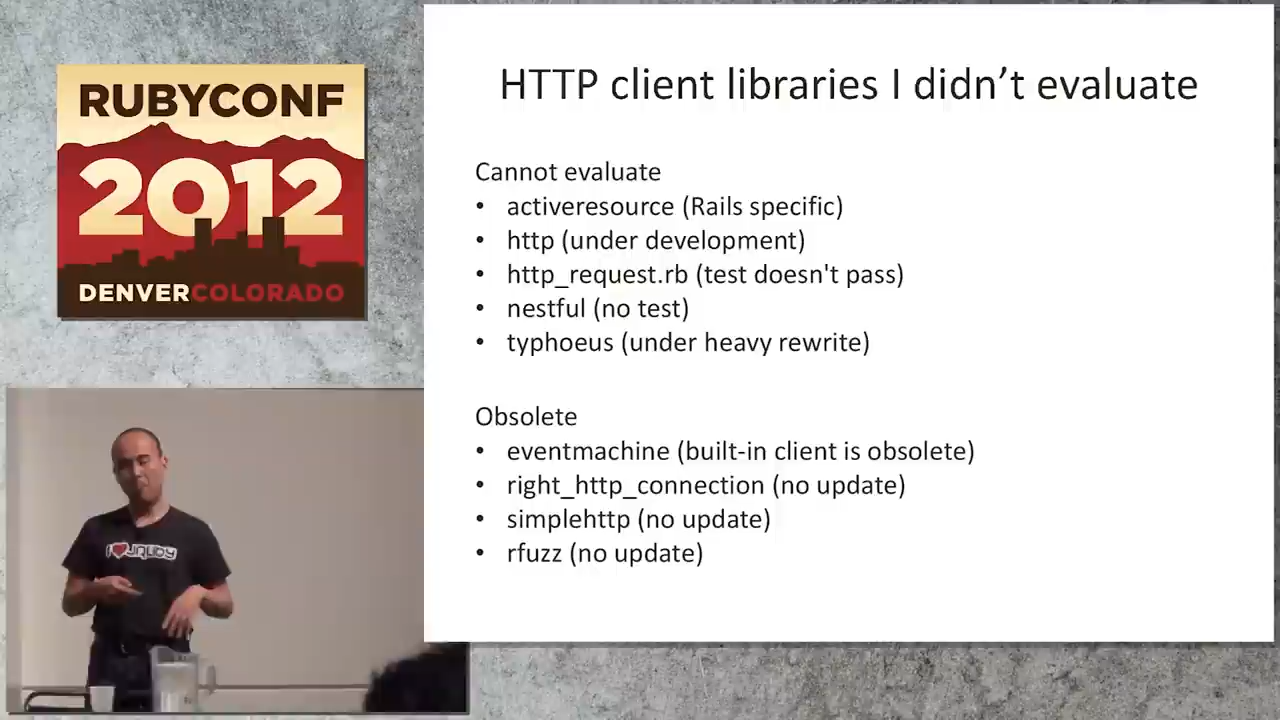 RUBYCONF
2012
DENVERCOLORADO
HTTP client libraries I didn’t evaluate
Cannot evaluate
• activeresource (Rails specific)
• http (under development)
• http_request.rb (test doesn't pass)
• nestful (no test)
• typhoeus (under heavy rewrite)
Obsolete
• eventmachine (built-in client is obsolete)
• right_http_connection (no update)
• simplehttp (no update)
• rfuzz (no update)
I ♥ JRuby